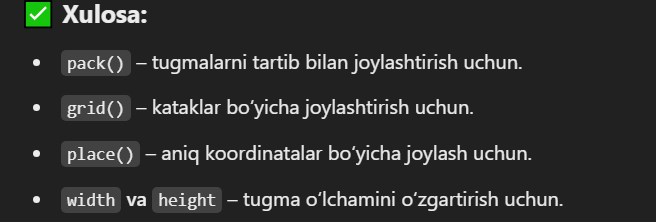 ✅ Xulosa:
• pack() – tugmalarni tartib bilan joylashtirish uchun.
• grid() – kataklar bo‘yicha joylashtirish uchun.
• place() – aniq koordinatalar bo‘yicha joylash uchun.
• width va height – tugma o‘lchamini o‘zgartirish uchun.